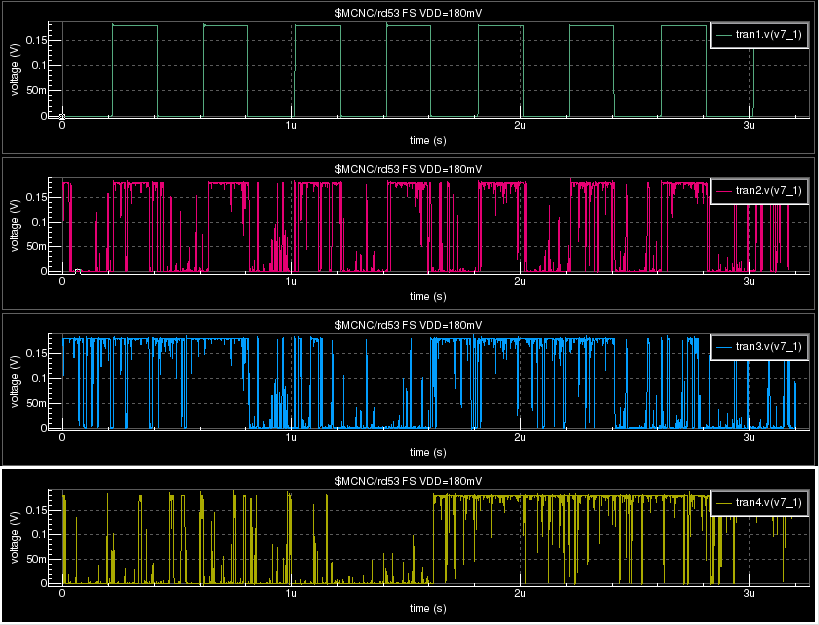 $MCNC/rd53 FS VDD=180mV
tran1.v(v7_1)
voltage (V)
0.15
0.1
50m
0
0 1u 2u 3u
time (s)
$MCNC/rd53 FS VDD=180mV
tran2.v(v7_1)
voltage (V)
0.15
0.1
50m
0
0 1u 2u 3u
time (s)
$MCNC/rd53 FS VDD=180mV
tran3.v(v7_1)
voltage (V)
0.15
0.1
50m
0
0 1u 2u 3u
time (s)
$MCNC/rd53 FS VDD=180mV
tran4.v(v7_1)
voltage (V)
0.15
0.1
50m
0
0 1u 2u 3u
time (s)